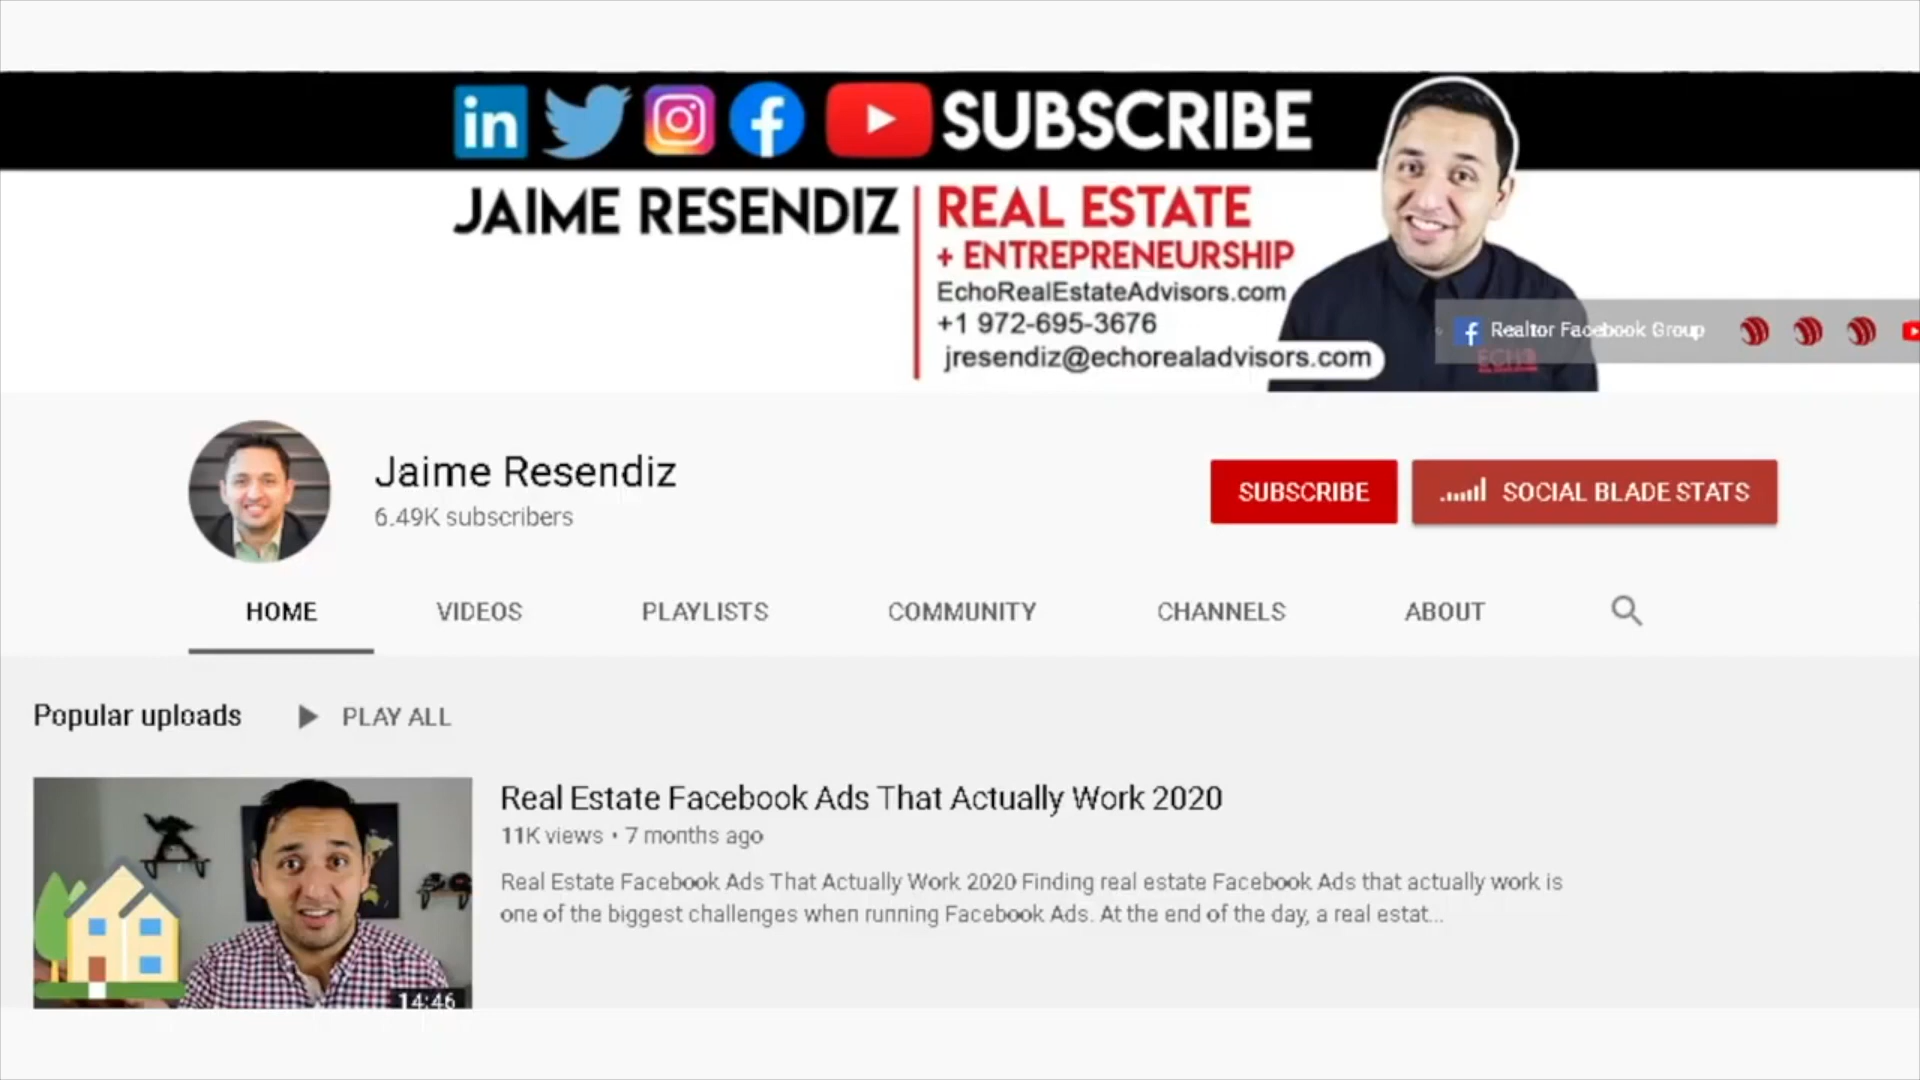 in SUBSCRIBE
JAIME RESENDIZ
REAL ESTATE
+ ENTREPRENEURSHIP
EchoRealEstateAdvisors.com
+1 972-695-3676
jresendiz@echorealadvisors.com
Realtor Facebook Group
ECHO
Jaime Resendiz
6.49K subscribers
SUBSCRIBE
SOCIAL BLADE STATS
HOME VIDEOS PLAYLISTS COMMUNITY CHANNELS ABOUT
Popular uploads PLAY ALL
Real Estate Facebook Ads That Actually Work 2020
11K views • 7 months ago
Real Estate Facebook Ads That Actually Work 2020 Finding real estate Facebook Ads that actually work is
one of the biggest challenges when running Facebook Ads. At the end of the day, a real estat...
14:46